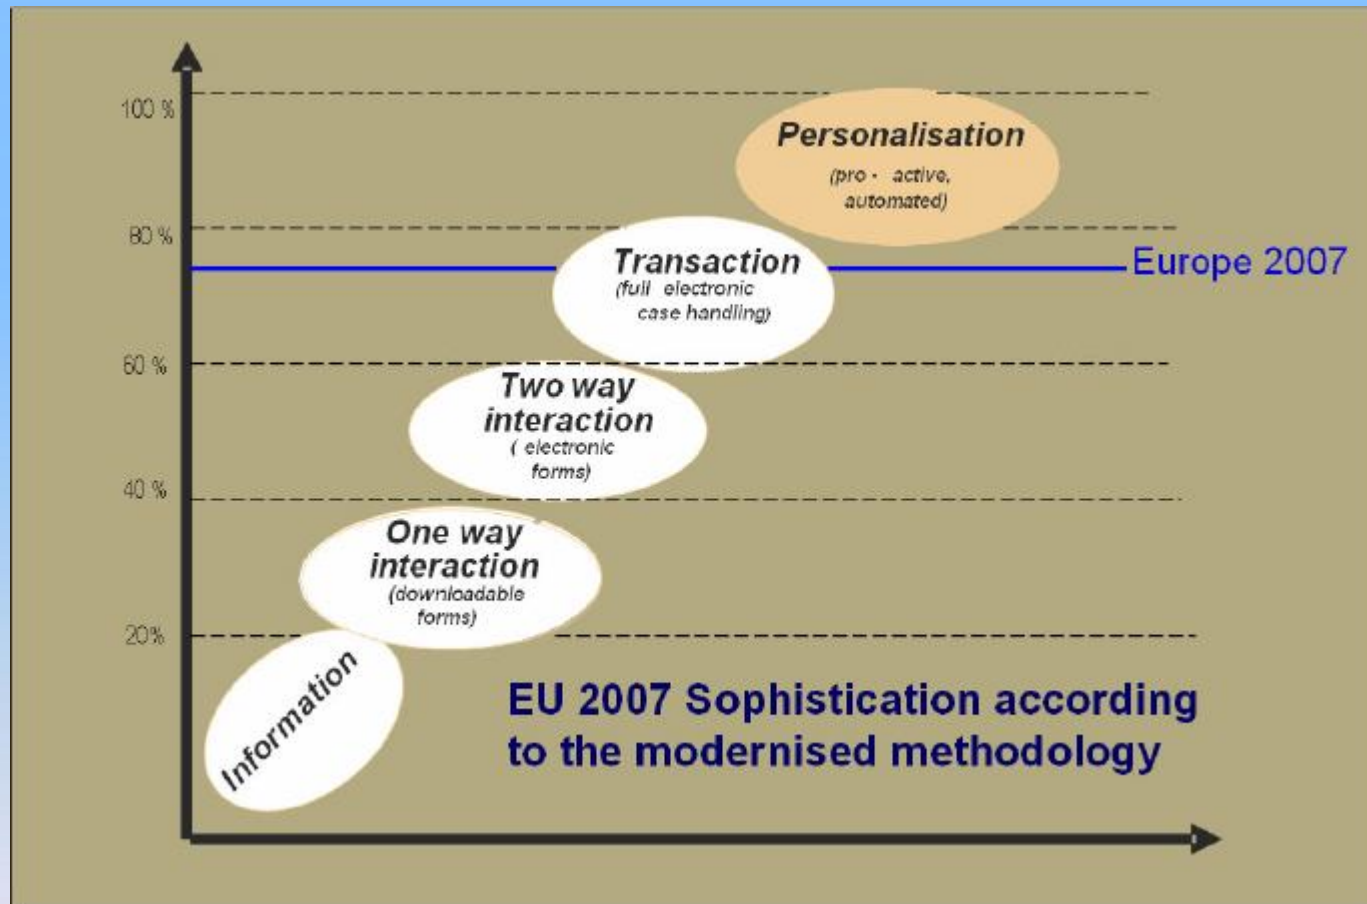 100 %
Personalisation
(pro - active,
automated)
80 %
Transaction
(full electronic
case handling)
Europe 2007
60 %
Two way
interaction
( electronic
forms)
40 %
One way
interaction
(downloadable
forms)
20%
Information
EU 2007 Sophistication according
to the modernised methodology